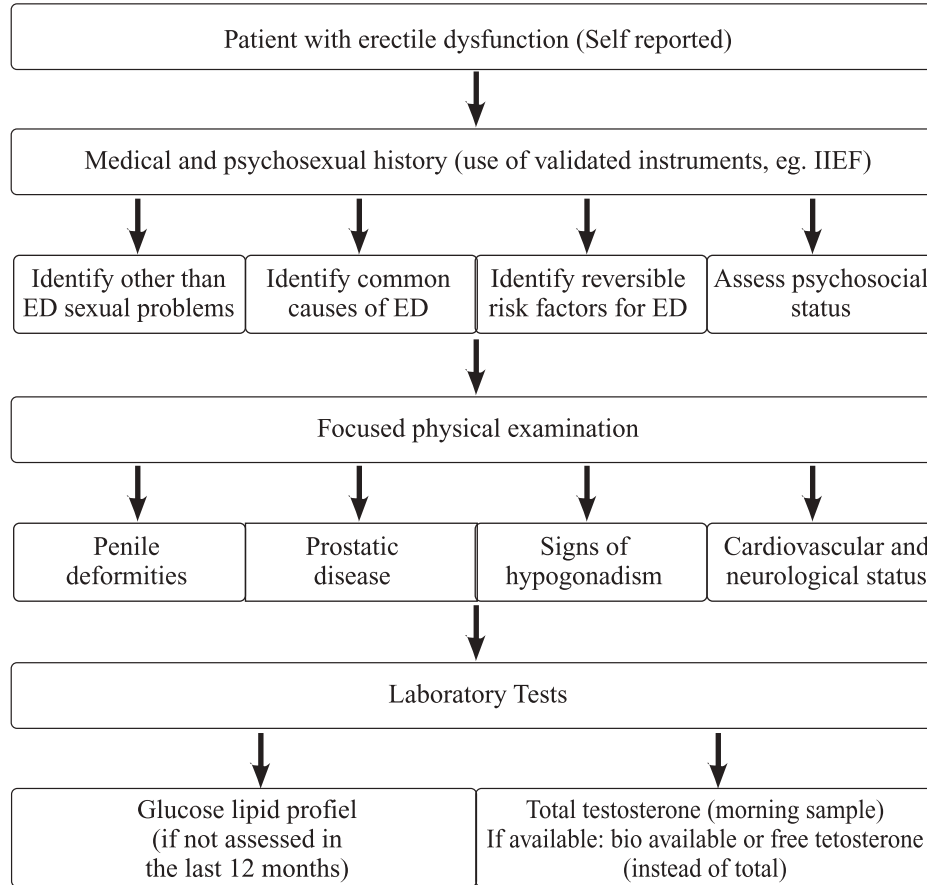 Patient with erectile dysfunction (Self reported)
Medical and psychosexual history (use of validated instruments, eg. IIEF)
Identify other than
ED sexual problems
Identify common
causes of ED
Identify reversible
risk factors for ED
Assess psychosocial
status
Focused physical examination
Penile
deformities
Prostatic
disease
Signs of
hypogonadism
Cardiovascular and
neurological status
Laboratory Tests
Glucose lipid profiel
(if not assessed in
the last 12 months)
Total testosterone (morning sample)
If available: bio available or free tetosterone
(instead of total)